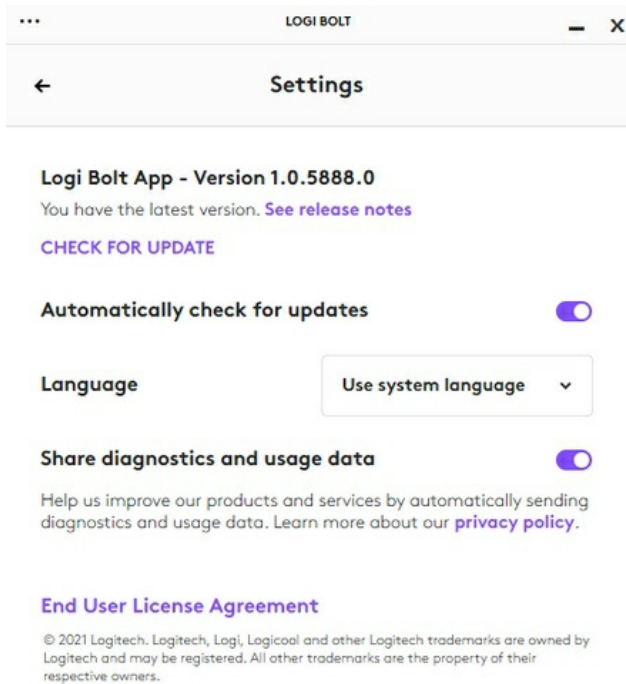 LOGI BOLT
Settings
Logi Bolt App - Version 1.0.5888.0
You have the latest version. See release notes
CHECK FOR UPDATE
Automatically check for updates
Language
Use system language
Share diagnostics and usage data
Help us improve our products and services by automatically sending
diagnostics and usage data. Learn more about our privacy policy.
End User License Agreement
© 2021 Logitech. Logitech, Logi, Logicool and other Logitech trademarks are owned by
Logitech and may be registered. All other trademarks are the property of their
respective owners.